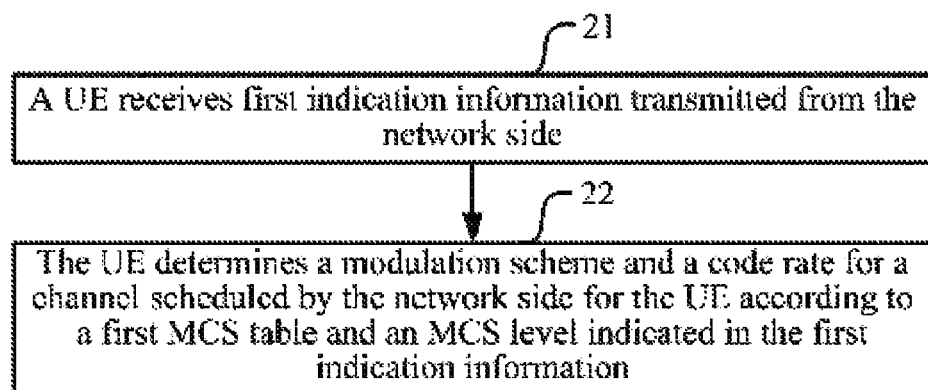 21
A UE receives first indication information transmitted from the
network side
22
The UE determines a modulation scheme and a code rate for a
channel scheduled by the network side for the UE according to
a first MCS table and an MCS level indicated in the first
indication information